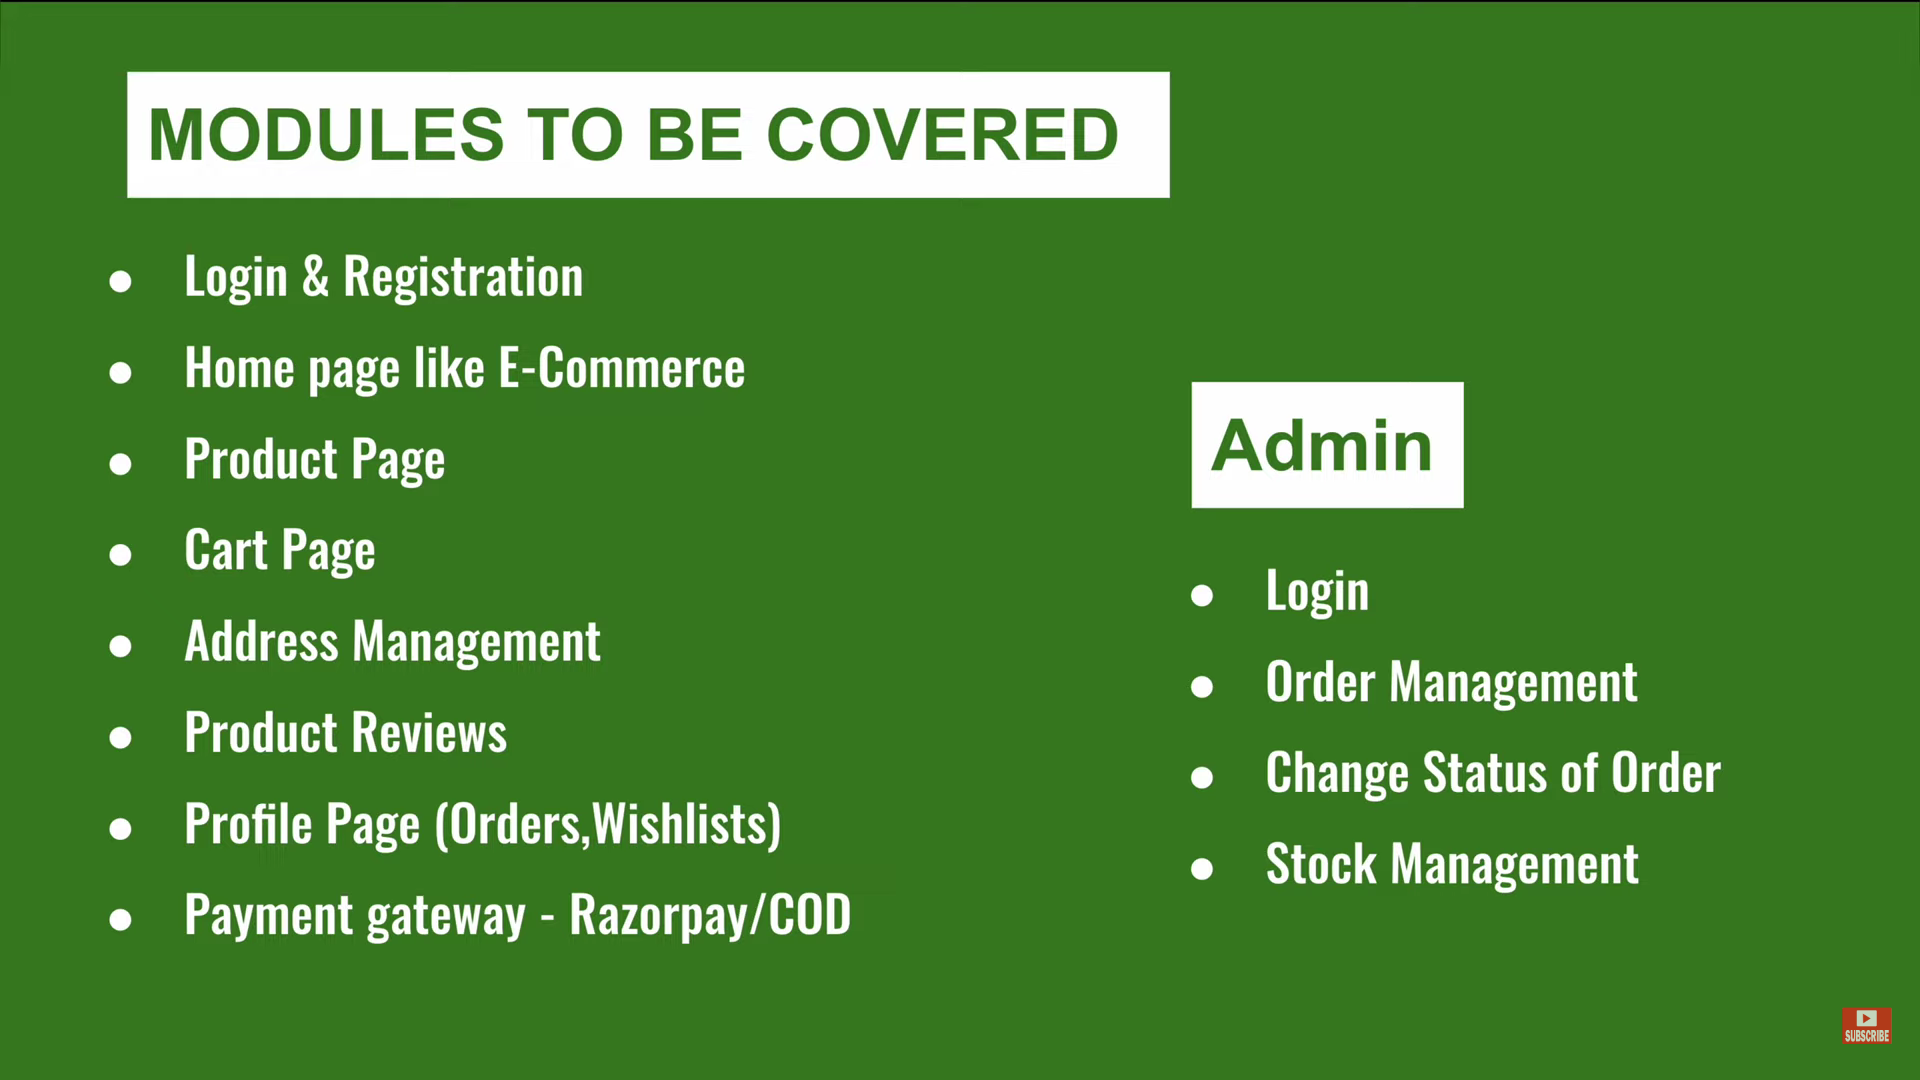 MODULES TO BE COVERED
Login & Registration
Home page like E-Commerce
Product Page
Cart Page
Address Management
Product Reviews
Profile Page (Orders,Wishlists)
Payment gateway - Razorpay/COD
Admin
Login
Order Management
Change Status of Order
Stock Management
SUBSCRIBE